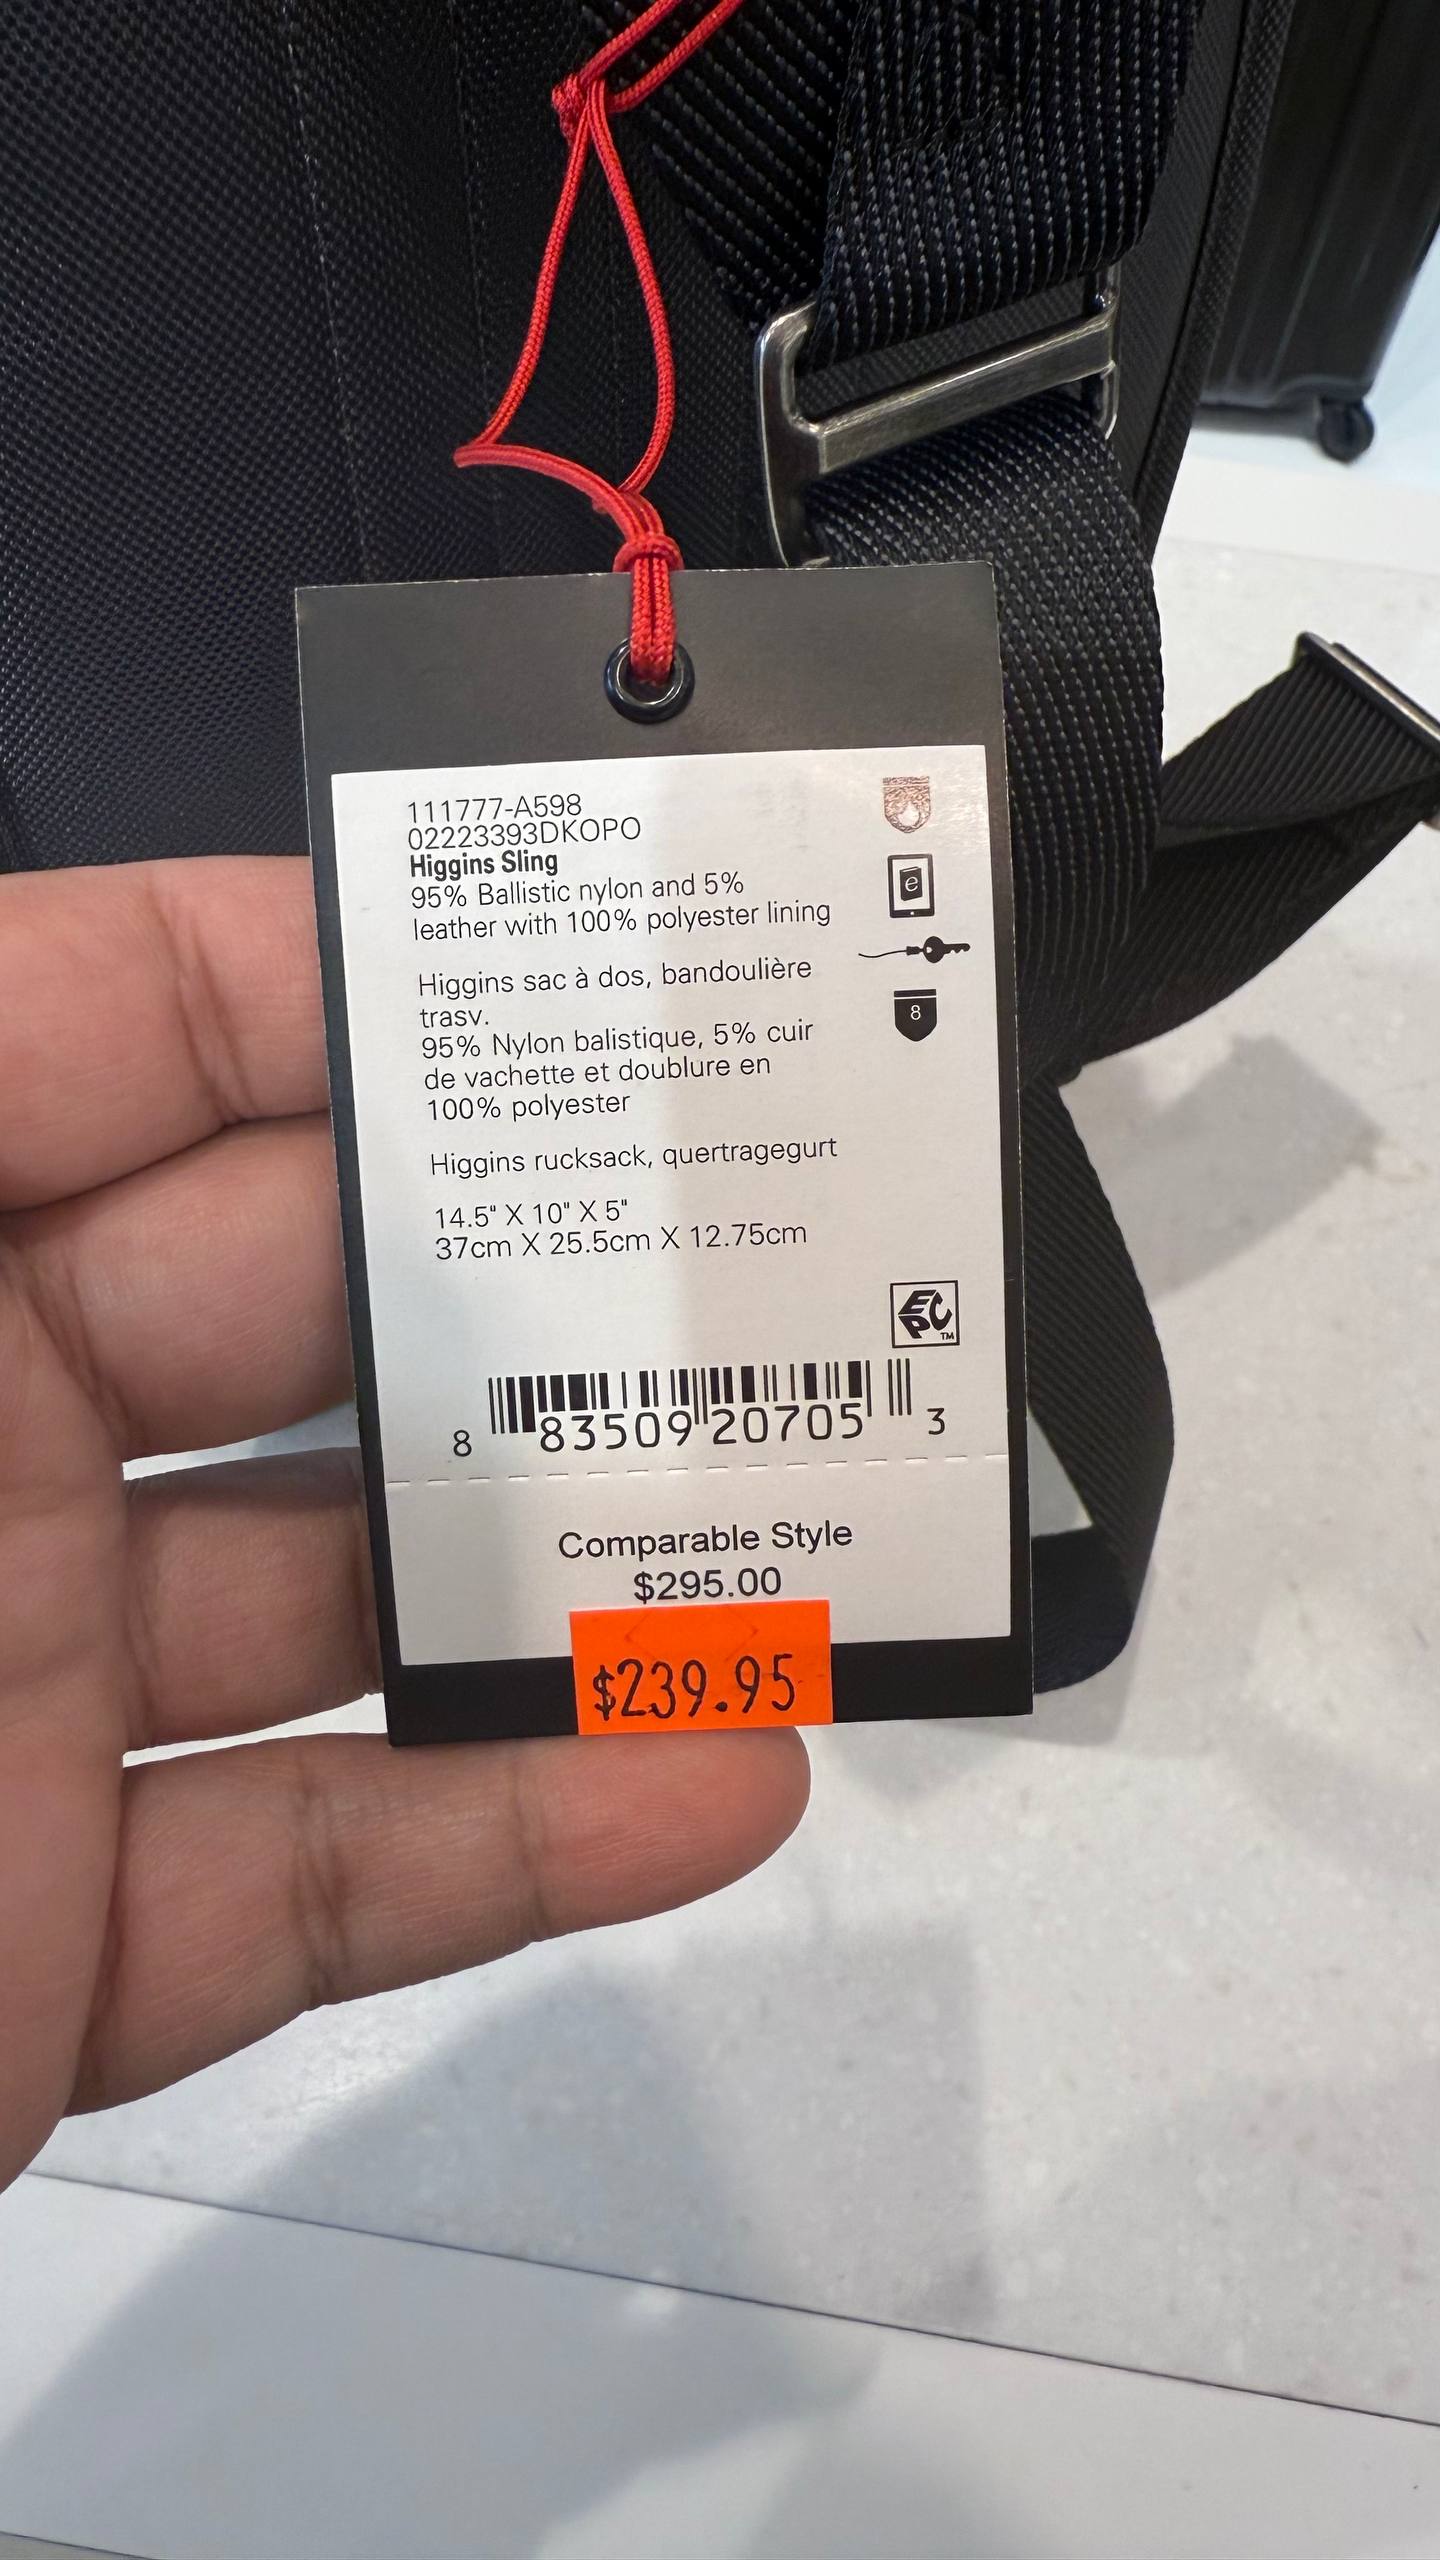 111777-A598
02223393DKOPO
Higgins Sling
95% Ballistic nylon and 5%
leather with 100% polyester lining
Higgins sac à dos, bandoulière
trasv.
95% Nylon balistique, 5% cuir
de vachette et doublure en
100% polyester
Higgins rucksack, quertragegurt
14.5" X 10" X 5"
37cm X 25.5cm X 12.75cm
e
8
EPC TM
8 83509 20705 3
Comparable Style
$295.00
$239.95